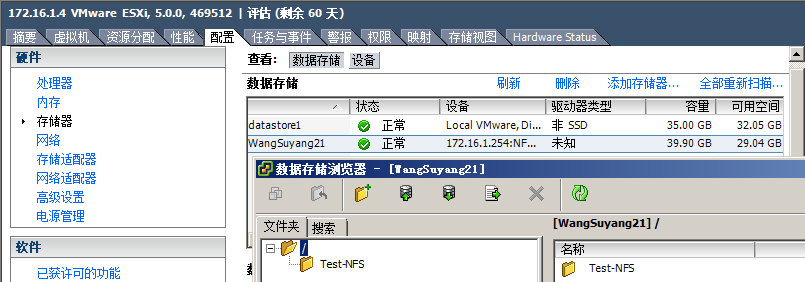 172.16.1.4 VMware ESXi, 5.0.0, 469512 | 评估 (剩余 60 天)
摘要 虚拟机 资源分配 性能 配置 任务与事件 警报 权限 映射 存储视图 Hardware Status
硬件
处理器
内存
存储器
网络
存储适配器
网络适配器
高级设置
电源管理
软件
已获许可的功能
查看: 数据存储 设备
数据存储 刷新 删除 添加存储器... 全部重新扫描...
状态 设备 驱动器类型 容量 可用空间
datastore1 正常 Local VMware, Di... 非 SSD 35.00 GB 32.05 GB
WangSuyang21 正常 172.16.1.254:NF... 未知 39.90 GB 29.04 GB
数据存储浏览器 - [WangSuyang21]
文件夹 搜索
/
Test-NFS
[WangSuyang21] /
名称
Test-NFS